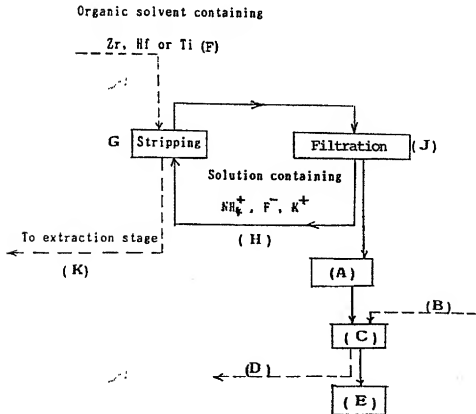 Organic solvent containing
Zr, Hf or Ti (F)
G Stripping
Filtration (J)
Solution containing
NH₄⁺, F⁻, K⁺
(H)
To extraction stage
(K)
(A)
(B)
(C)
(D)
(E)